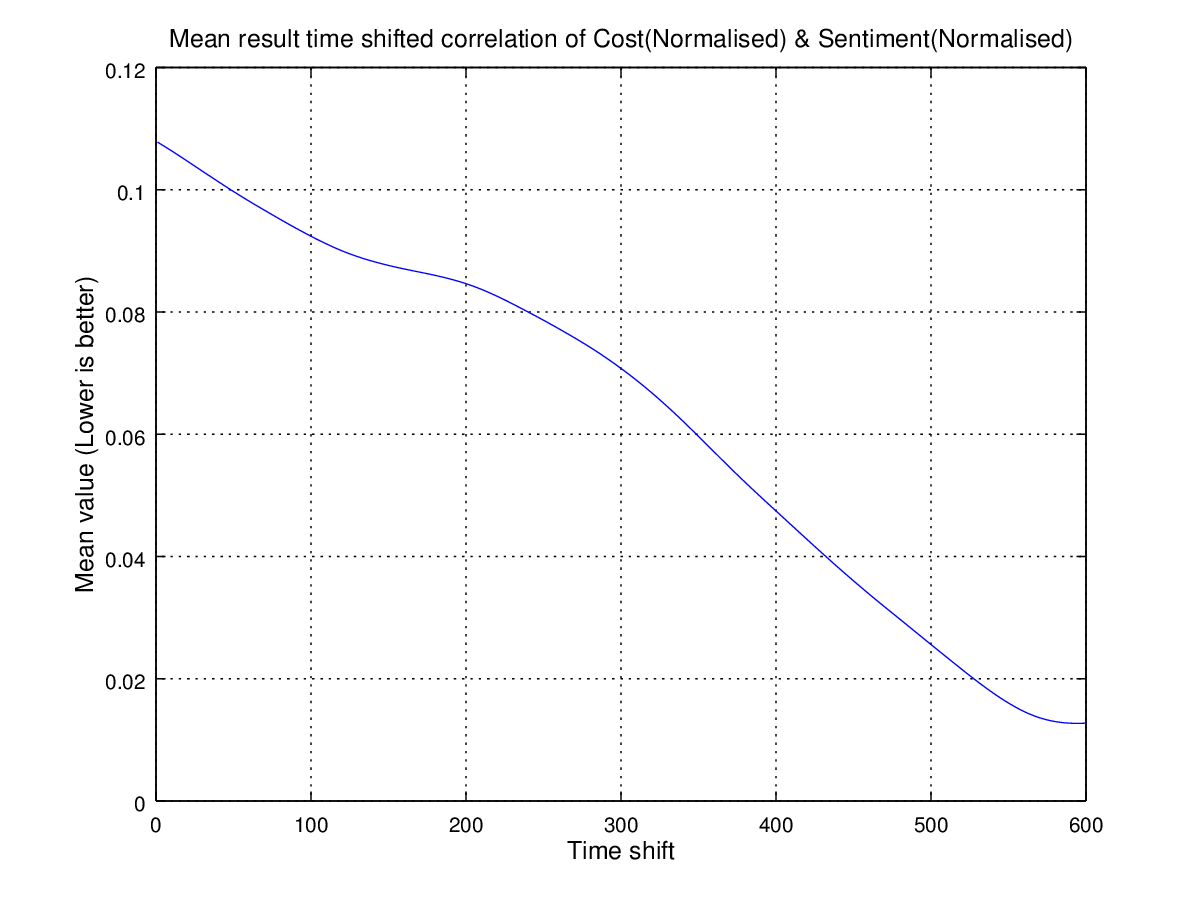 Mean result time shifted correlation of Cost(Normalised) & Sentiment(Normalised)
0.12
0.1
0.08
0.06
0.04
0.02
0
Mean value (Lower is better)
0 100 200 300 400 500 600
Time shift